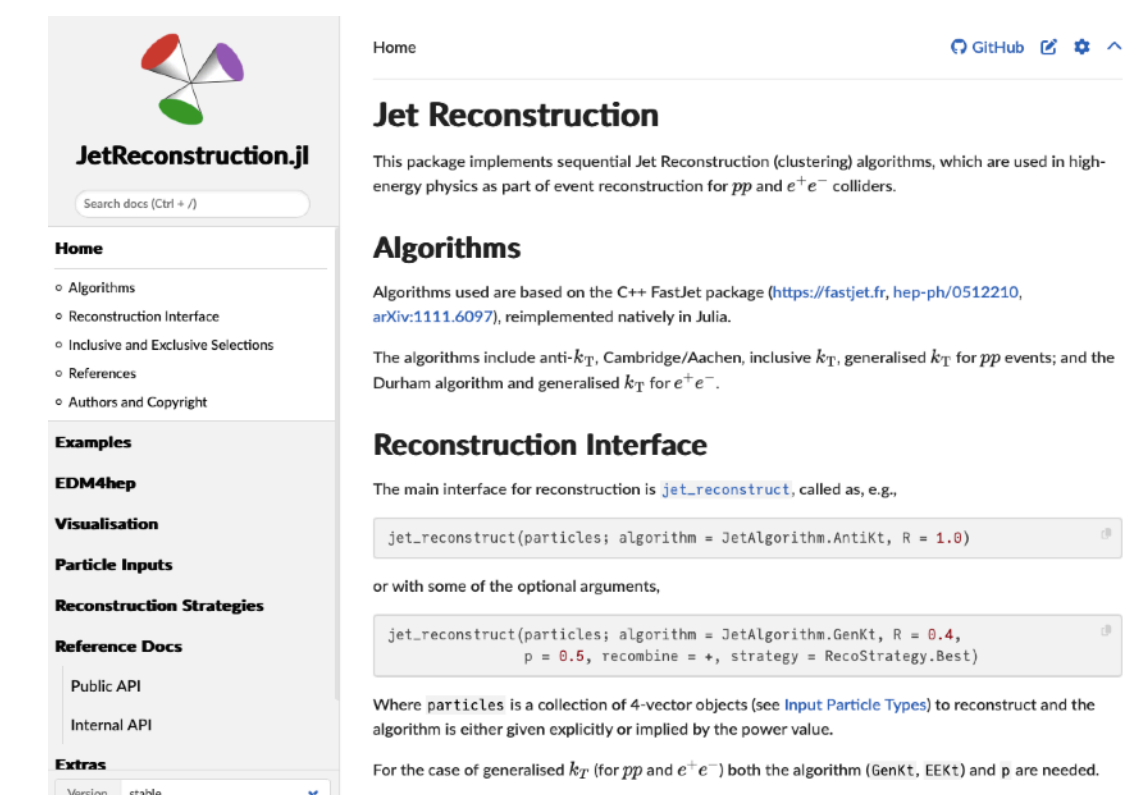 JetReconstruction.jl
Search docs (Ctrl + /)
Home
Algorithms
Reconstruction Interface
Inclusive and Exclusive Selections
References
Authors and Copyright
Examples
EDM4hep
Visualisation
Particle Inputs
Reconstruction Strategies
Reference Docs
Public API
Internal API
Extras
Version stable
Home
GitHub
Jet Reconstruction
This package implements sequential Jet Reconstruction (clustering) algorithms, which are used in high-
energy physics as part of event reconstruction for pp and e⁺e⁻ colliders.
Algorithms
Algorithms used are based on the C++ FastJet package (https://fastjet.fr, hep-ph/0512210,
arXiv:1111.6097), reimplemented natively in Julia.
The algorithms include anti-k_T, Cambridge/Aachen, inclusive k_T, generalised k_T for pp events; and the
Durham algorithm and generalised k_T for e⁺e⁻.
Reconstruction Interface
The main interface for reconstruction is jet_reconstruct, called as, e.g.,
jet_reconstruct(particles; algorithm = JetAlgorithm.AntiKt, R = 1.0)
or with some of the optional arguments,
jet_reconstruct(particles; algorithm = JetAlgorithm.GenKt, R = 0.4,
p = 0.5, recombine = +, strategy = RecoStrategy.Best)
Where particles is a collection of 4-vector objects (see Input Particle Types) to reconstruct and the
algorithm is either given explicitly or implied by the power value.
For the case of generalised k_T (for pp and e⁺e⁻) both the algorithm (GenKt, EEKt) and p are needed.